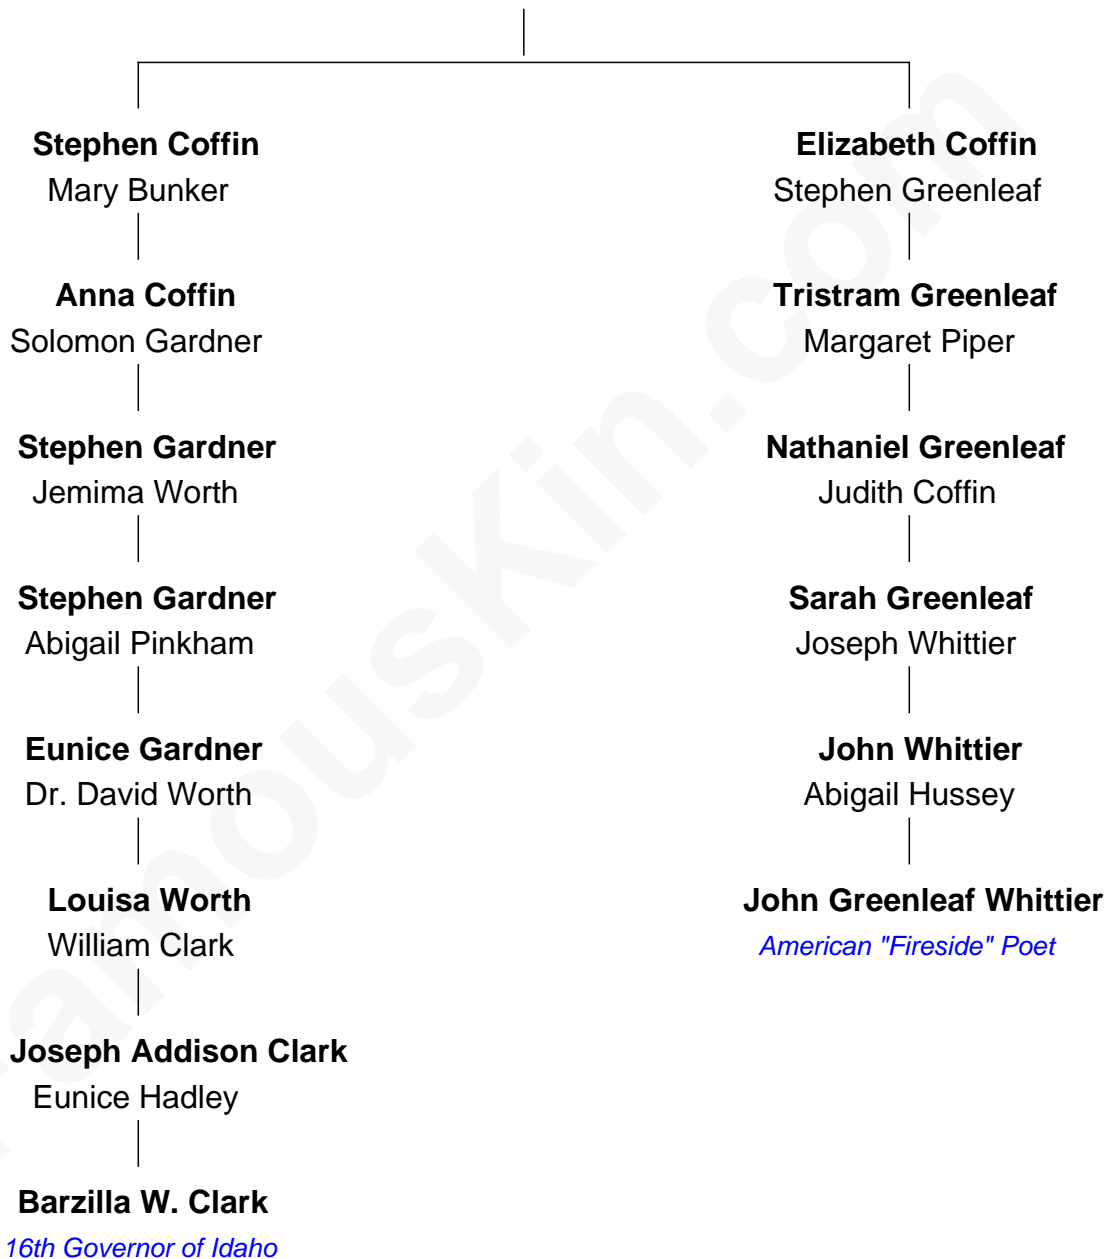 Stephen Coffin
Mary Bunker
Anna Coffin
Solomon Gardner
Stephen Gardner
Jemima Worth
Stephen Gardner
Abigail Pinkham
Eunice Gardner
Dr. David Worth
Louisa Worth
William Clark
Joseph Addison Clark
Eunice Hadley
Barzilla W. Clark
16th Governor of Idaho
Elizabeth Coffin
Stephen Greenleaf
Tristram Greenleaf
Margaret Piper
Nathaniel Greenleaf
Judith Coffin
Sarah Greenleaf
Joseph Whittier
John Whittier
Abigail Hussey
John Greenleaf Whittier
American "Fireside" Poet
FamousKin.com